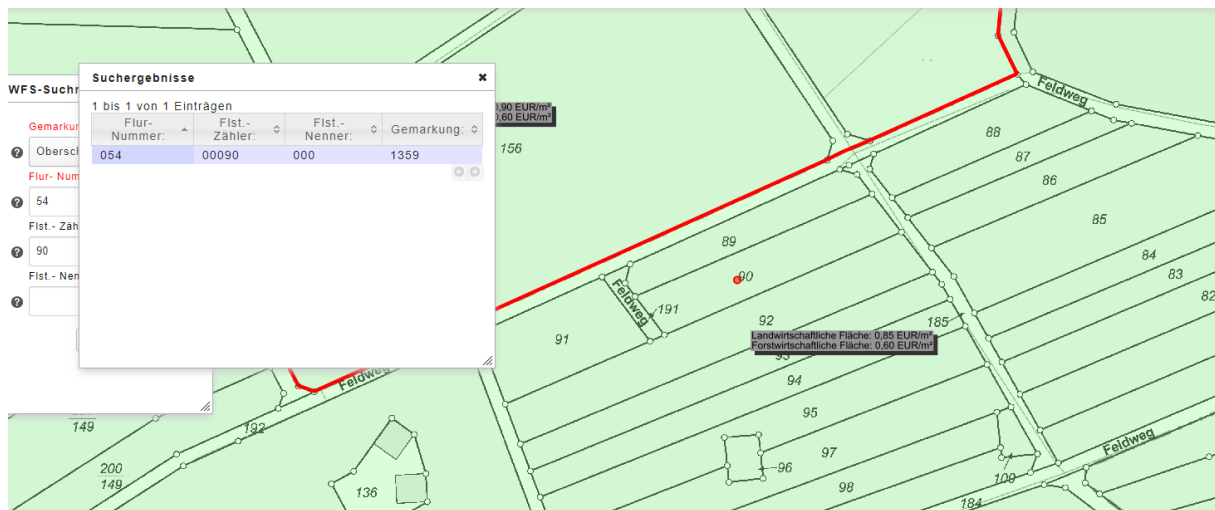 WFS-Suchr
Gemarkun
Obersch
Flur- Num
54
Flst.- Zäh
90
Flst.- Nen
Suchergebnisse
1 bis 1 von 1 Einträgen
Flur-Nummer: Flst.-Zähler: Flst.-Nenner: Gemarkung:
054 00090 000 1359
,90 EUR/m²
,60 EUR/m²
156
Feldweg
88
87
86
85
84
83
82
89
90
191
Feldweg
91
92
185
Landwirtschaftliche Fläche: 0,85 EUR/m²
Forstwirtschaftliche Fläche: 0,60 EUR/m²
93
94
95
97
96
98
100
184
Feldweg
Feldweg
192
149
200
149
136